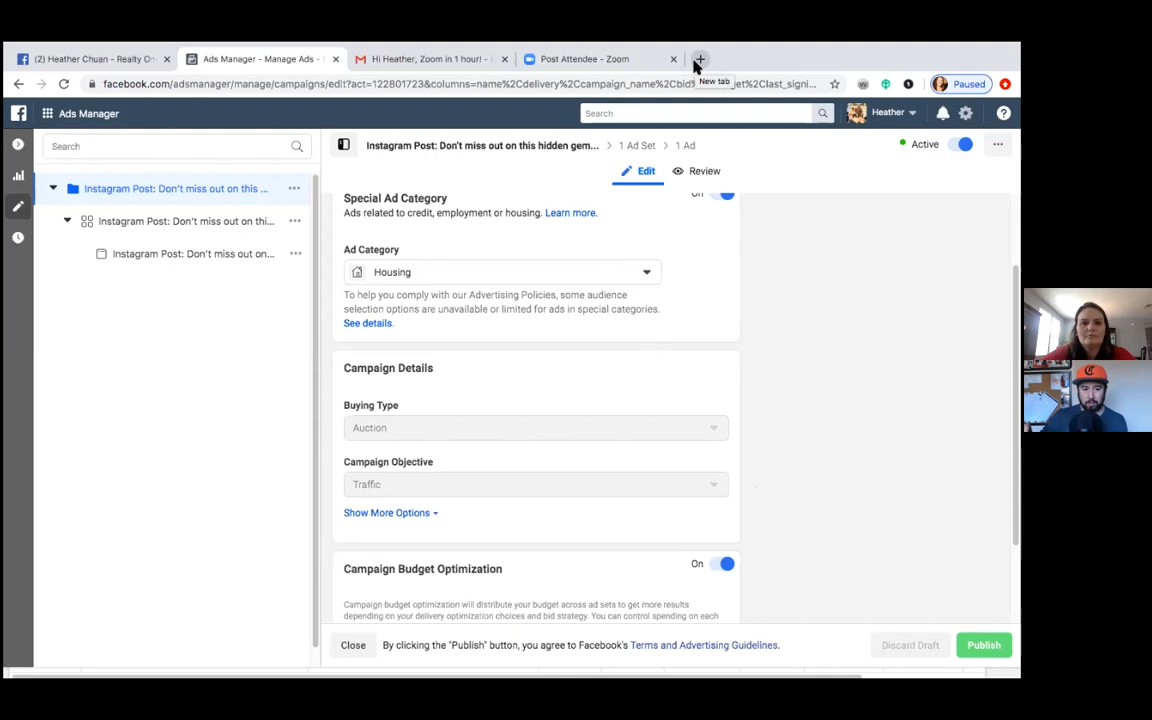 (2) Heather Chuan - Realty On
Ads Manager - Manage Ads -
Hi Heather, Zoom in 1 hour! -
Post Attendee - Zoom
New tab
facebook.com/adsmanager/manage/campaigns/edit?act=122801723&columns=name%2Cdelivery%2Ccampaign_name%2Cbid
et%2Clast_signi...
Paused
Ads Manager
Search
Heather
Search
Instagram Post: Don't miss out on this hidden gem...
1 Ad Set
1 Ad
Active
Edit
Review
Instagram Post: Don't miss out on this ...
Instagram Post: Don't miss out on thi...
Instagram Post: Don't miss out on...
Special Ad Category
On
Ads related to credit, employment or housing. Learn more.
Ad Category
Housing
To help you comply with our Advertising Policies, some audience
selection options are unavailable or limited for ads in special categories.
See details.
Campaign Details
Buying Type
Auction
Campaign Objective
Traffic
Show More Options
Campaign Budget Optimization
On
Campaign budget optimization will distribute your budget across ad sets to get more results
depending on your delivery optimization choices and bid strategy. You can control spending on each
Close
By clicking the "Publish" button, you agree to Facebook's Terms and Advertising Guidelines.
Discard Draft
Publish